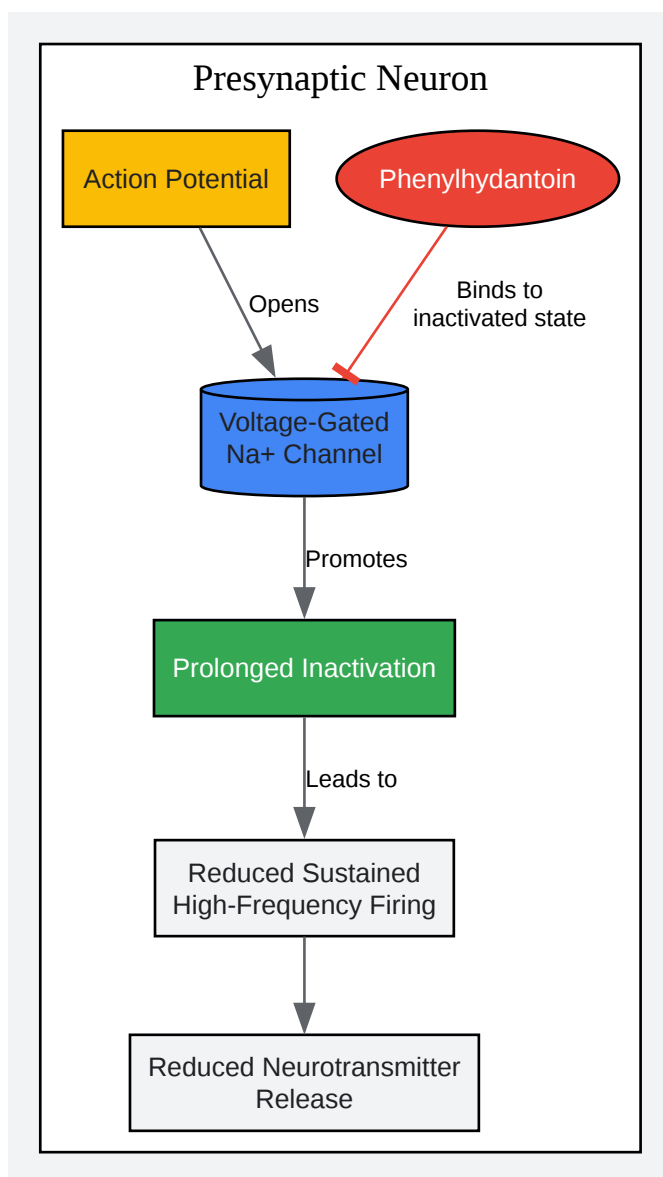 Presynaptic Neuron
Action Potential
Phenylhydantoin
Opens
Binds to
inactivated state
Voltage-Gated
Na+ Channel
Promotes
Prolonged Inactivation
Leads to
Reduced Sustained
High-Frequency Firing
Reduced Neurotransmitter
Release